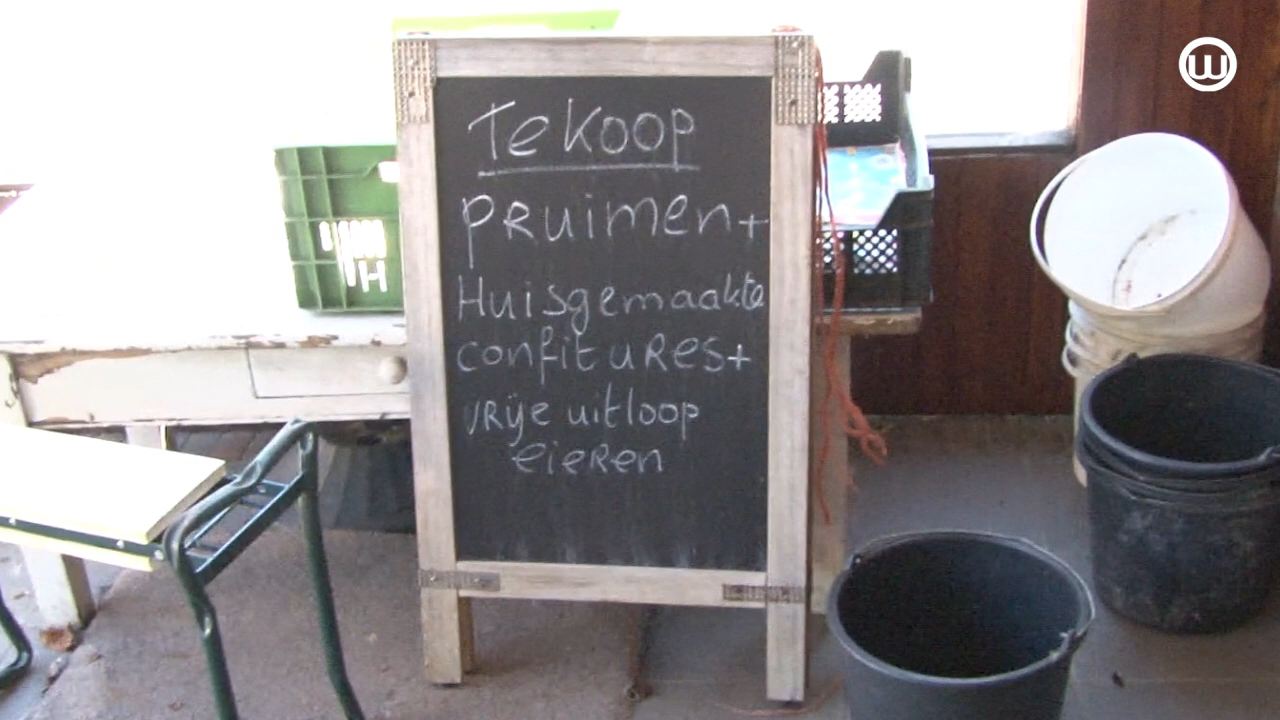 Te Koop
pruimen+
Huisgemaakte
confitures+
vrije uitloop
eieren
W